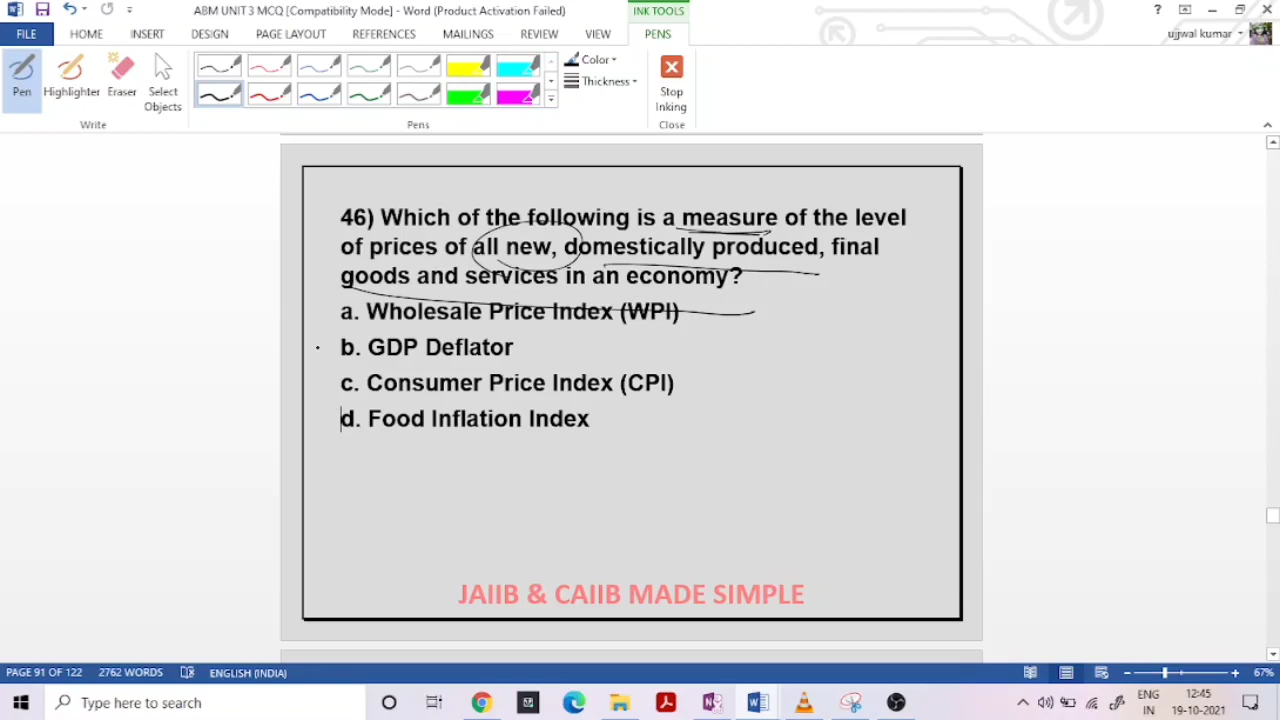 ABM UNIT 3 MCQ [Compatibility Mode] - Word (Product Activation Failed)
INK TOOLS
?
FILE
HOME
INSERT
DESIGN
PAGE LAYOUT
REFERENCES
MAILINGS
REVIEW
VIEW
PENS
ujjwal kumar
Pen
Highlighter
Eraser
Select
Objects
Color
Thickness
Stop
Inking
Write
Pens
Close
46) Which of the following is a measure of the level
of prices of all new, domestically produced, final
goods and services in an economy?
a. Wholesale Price Index (WPI)
b. GDP Deflator
c. Consumer Price Index (CPI)
d. Food Inflation Index
JAIIB & CAIIB MADE SIMPLE
PAGE 91 OF 122
2762 WORDS
ENGLISH (INDIA)
67%
Type here to search
ENG
IN
12:45
19-10-2021